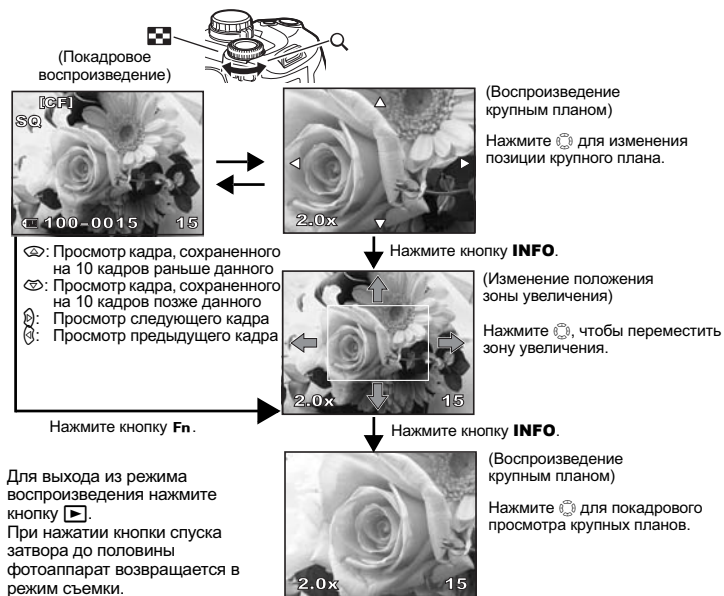 (Покадровое
воспроизведение)
[CF]
SQ
100-0015 15
2.0x
(Воспроизведение
крупным планом)
Нажмите для изменения
позиции крупного плана.
: Просмотр кадра, сохраненного
на 10 кадров раньше данного
: Просмотр кадра, сохраненного
на 10 кадров позже данного
: Просмотр следующего кадра
: Просмотр предыдущего кадра
Нажмите кнопку INFO.
2.0x 15
(Изменение положения
зоны увеличения)
Нажмите , чтобы переместить
зону увеличения.
Нажмите кнопку Fn.
Нажмите кнопку INFO.
Для выхода из режима
воспроизведения нажмите
кнопку .
При нажатии кнопки спуска
затвора до половины
фотоаппарат возвращается в
режим съемки.
2.0x 15
(Воспроизведение
крупным планом)
Нажмите для покадрового
просмотра крупных планов.